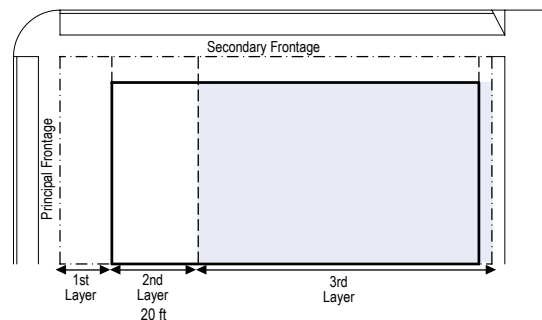 Secondary Frontage
Principal Frontage
1st
Layer
2nd
Layer
20 ft
3rd
Layer